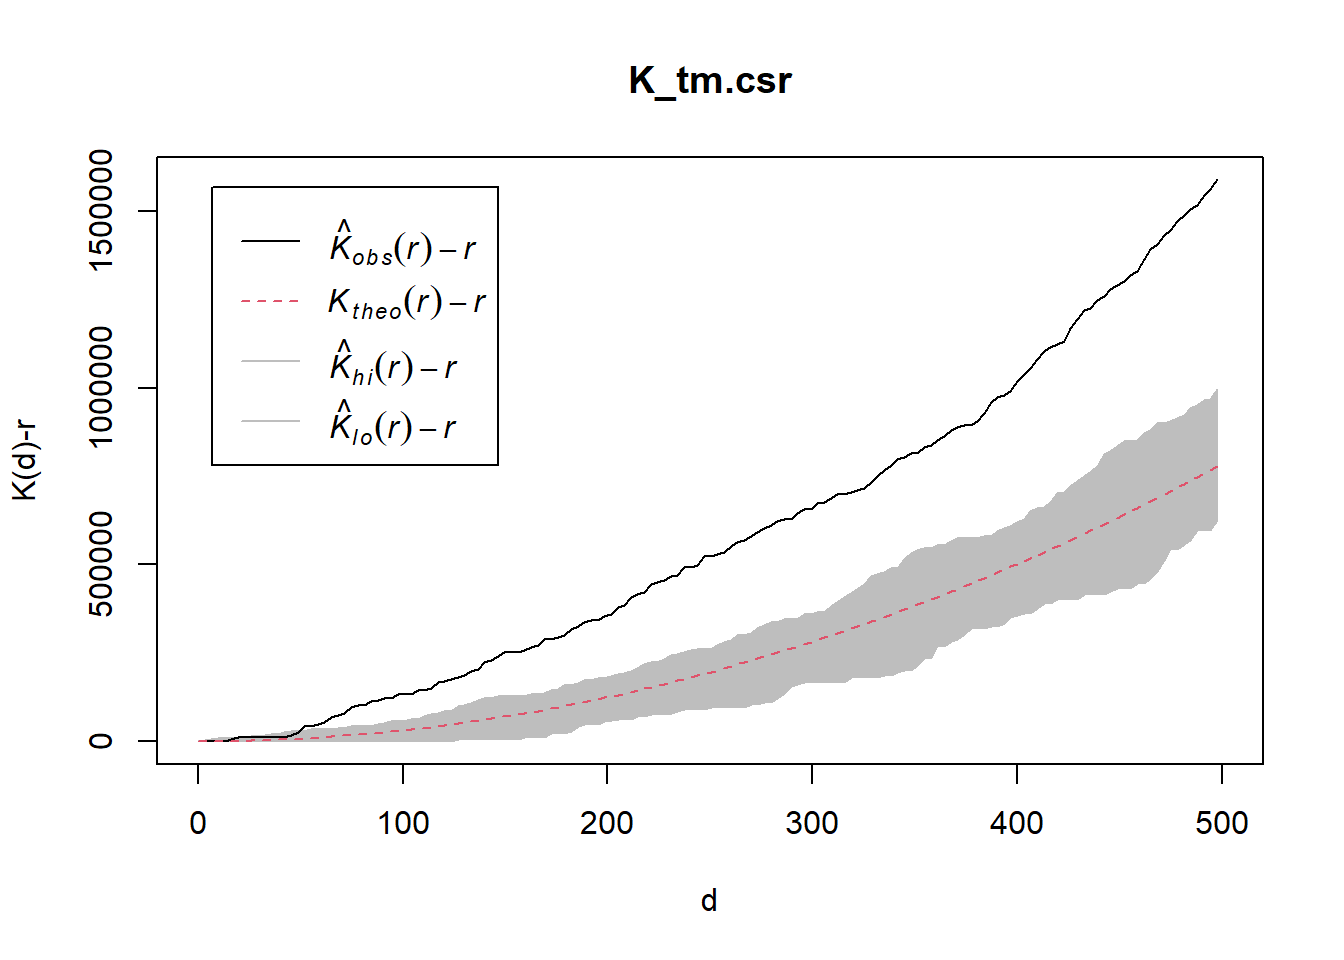 K_tm.csr
K̂obs(r) − r
Ktheo(r) − r
K̂hi(r) − r
K̂lo(r) − r
K(d)-r
1500000
1000000
500000
0
0 100 200 300 400 500
d